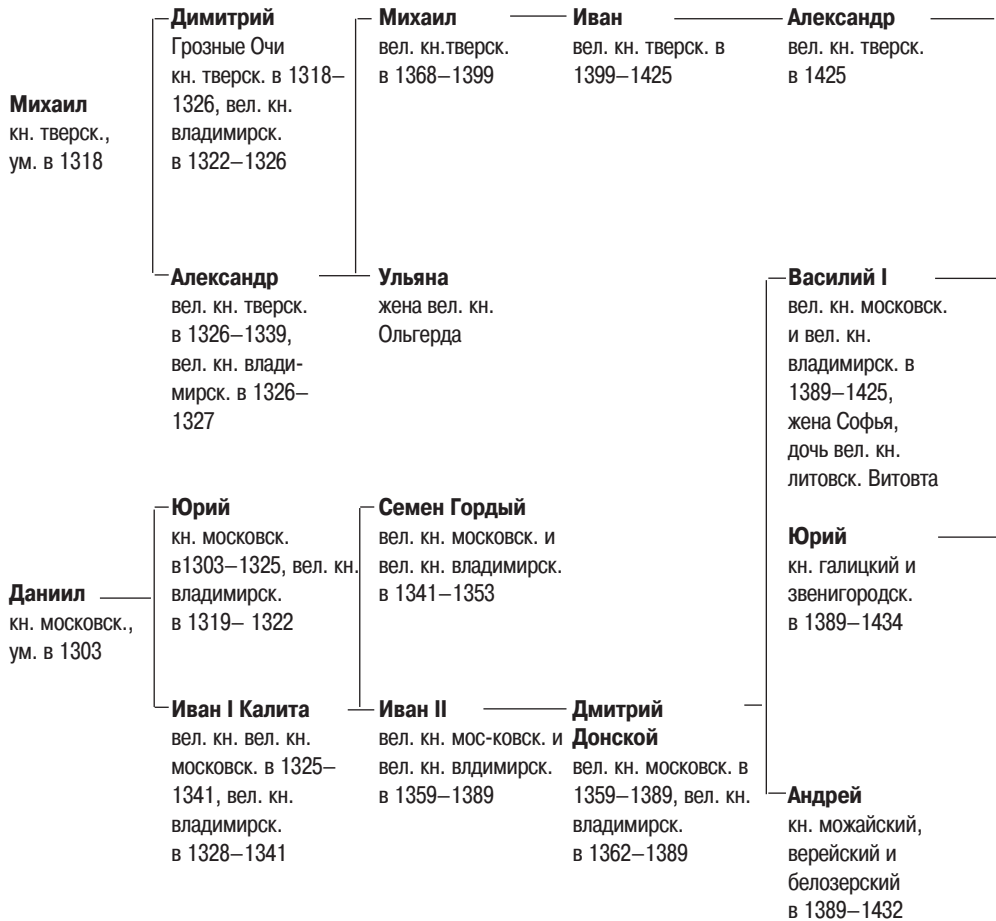 Димитрий
Грозные Очи
кн. тверск. в 1318–
1326, вел. кн.
владимирск.
в 1322–1326
Михаил
вел. кн.тверск.
в 1368–1399
Иван
вел. кн. тверск. в
1399–1425
Александр
вел. кн. тверск.
в 1425
Михаил
кн. тверск.,
ум. в 1318
Александр
вел. кн. тверск.
в 1326–1339,
вел. кн. влади-
мирск. в 1326–
1327
Ульяна
жена вел. кн.
Ольгерда
Василий I
вел. кн. московск.
и вел. кн.
владимирск. в
1389–1425,
жена Софья,
дочь вел. кн.
литовск. Витовта
Юрий
кн. московск.
в1303–1325, вел. кн.
владимирск.
в 1319– 1322
Семен Гордый
вел. кн. московск. и
вел. кн. владимирск.
в 1341–1353
Юрий
кн. галицкий и
звенигородск.
в 1389–1434
Даниил
кн. московск.,
ум. в 1303
Иван I Калита
вел. кн. вел. кн.
московск. в 1325–
1341, вел. кн.
владимирск.
в 1328–1341
Иван II
вел. кн. мос-ковск. и
вел. кн. влдимирск.
в 1359–1389
Дмитрий
Донской
вел. кн. московск. в
1359–1389, вел. кн.
владимирск.
в 1362–1389
Андрей
кн. можайский,
верейский и
белозерский
в 1389–1432